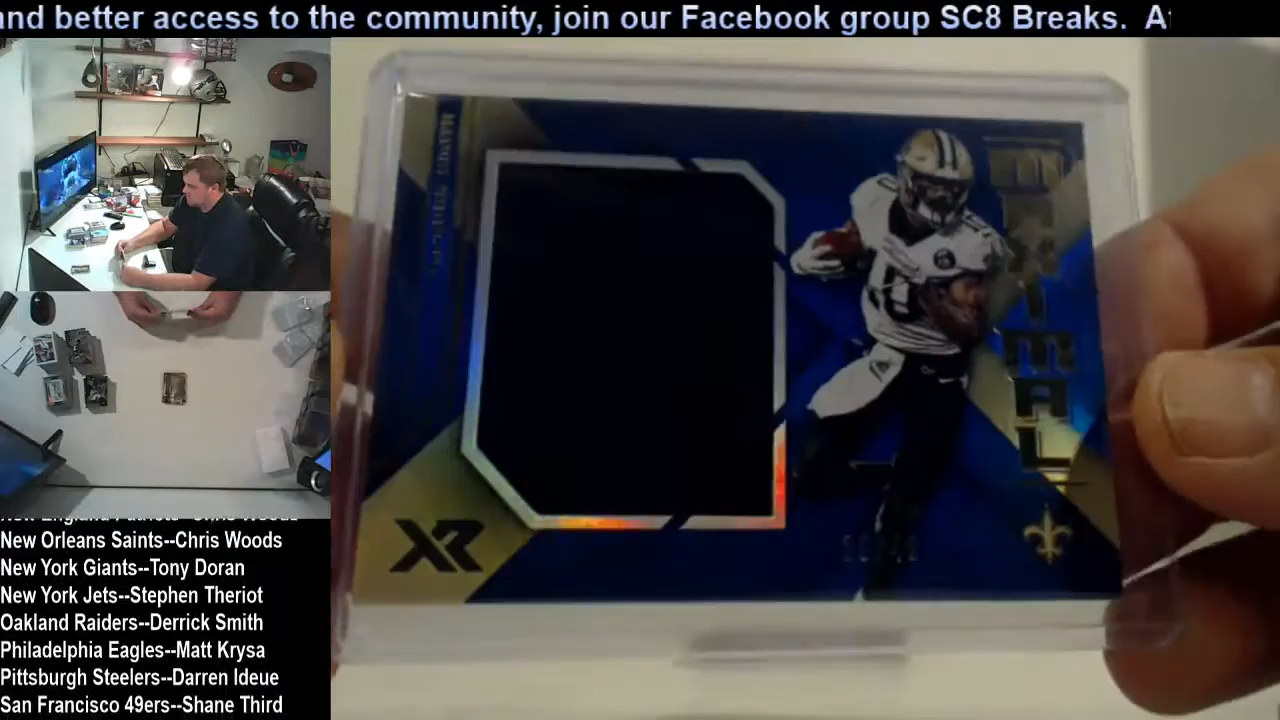 nd better access to the community, join our Facebook group SC8 Breaks. A
New Orleans Saints--Chris Woods
New York Giants--Tony Doran
New York Jets--Stephen Theriot
Oakland Raiders--Derrick Smith
Philadelphia Eagles--Matt Krysa
Pittsburgh Steelers--Darren Ideue
San Francisco 49ers--Shane Third
XR